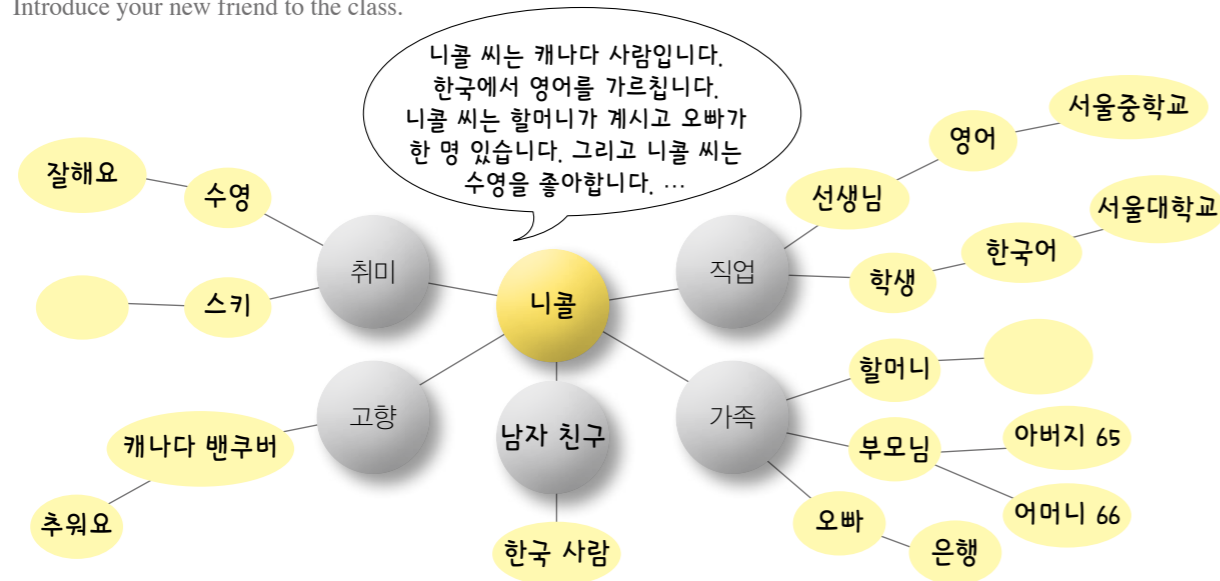 Introduce your new friend to the class.
니콜 씨는 캐나다 사람입니다.
한국에서 영어를 가르칩니다.
니콜 씨는 할머니가 계시고 오빠가
한 명 있습니다. 그리고 니콜 씨는
수영을 좋아합니다. …
잘해요
수영
취미
스키
니콜
직업
선생님
영어
서울중학교
학생
한국어
서울대학교
고향
캐나다 밴쿠버
추워요
남자 친구
한국 사람
가족
할머니
부모님
아버지 65
어머니 66
오빠
은행